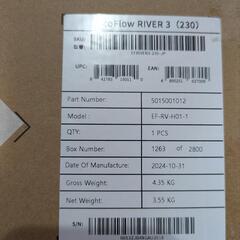 coFlow RIVER 3 (230)
SKU:
UPC:
EAN:
Part Number: 5015001012
Model: EF-RV-H01-1
QTY: 1 PCS
Box Number: 1263 of 2800
Date of Manufacture: 2024-10-31
Gross Weight: 4.35 KG
Net Weight: 3.55 KG
S/N: